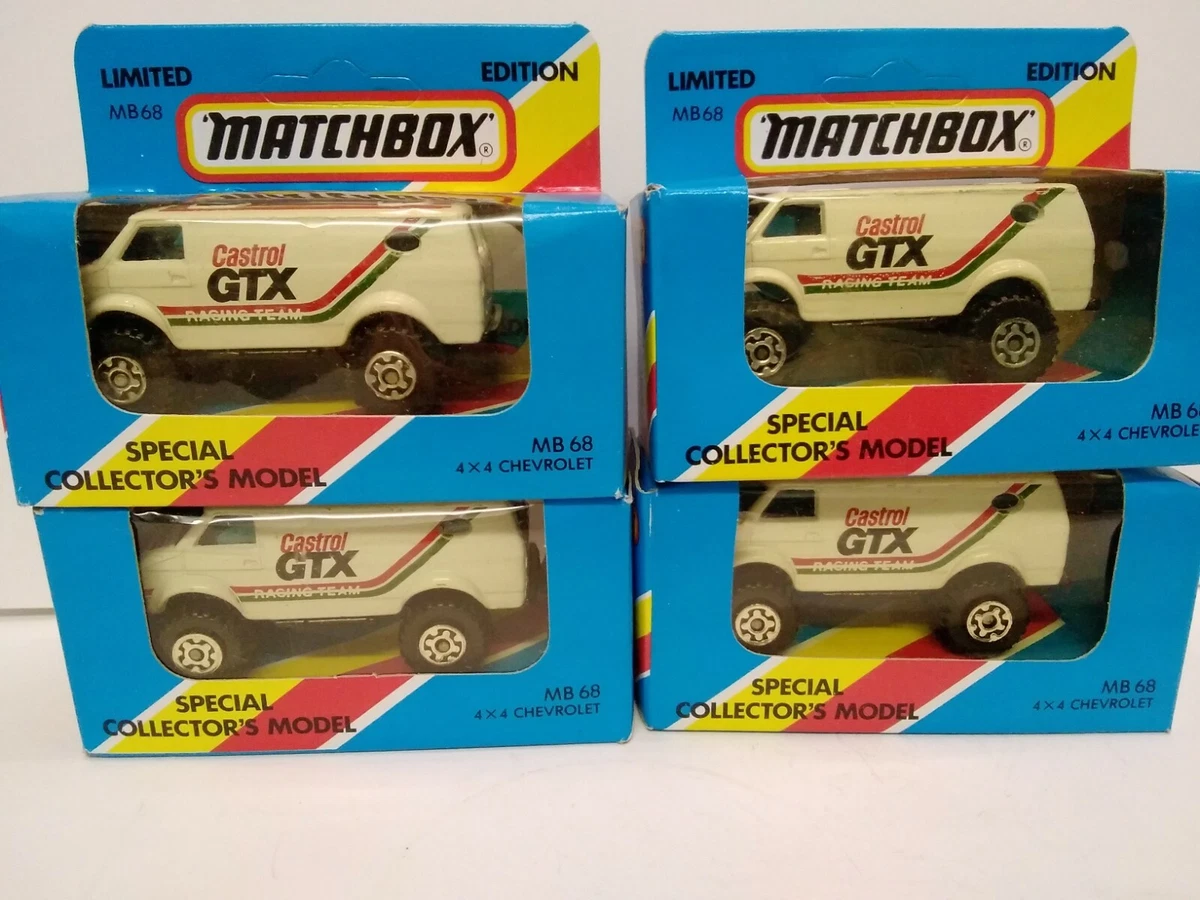 LIMITED EDITION
MB68
'MATCHBOX'®
Castrol
GTX
RACING TEAM
SPECIAL
COLLECTOR'S MODEL
MB 68
4×4 CHEVROLET
LIMITED EDITION
MB68
'MATCHBOX'®
Castrol
GTX
RACING TEAM
SPECIAL
COLLECTOR'S MODEL
MB 68
4×4 CHEVROLET
Castrol
GTX
RACING TEAM
SPECIAL
COLLECTOR'S MODEL
MB 68
4×4 CHEVROLET
Castrol
GTX
RACING TEAM
SPECIAL
COLLECTOR'S MODEL
MB 68
4×4 CHEVROLET